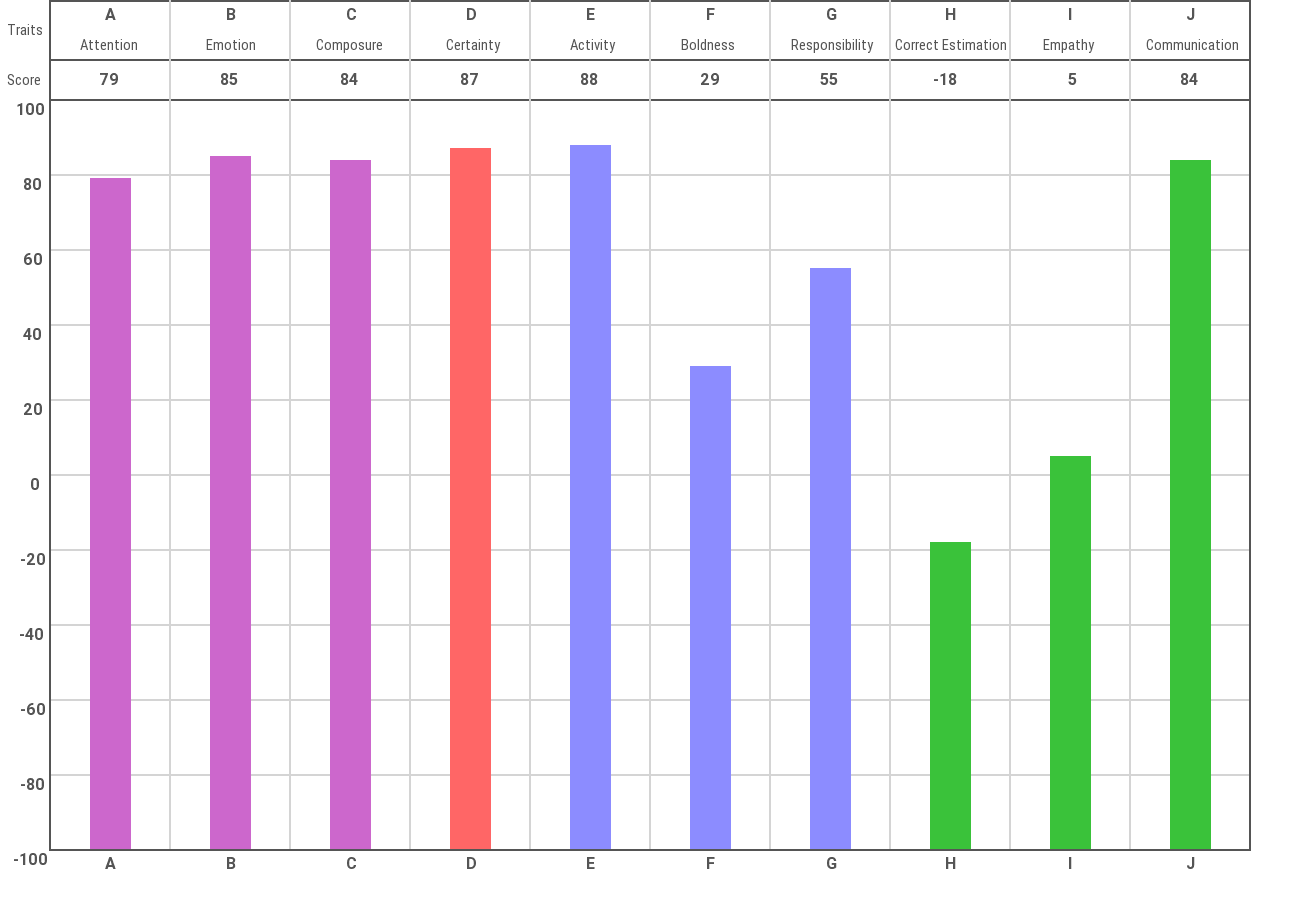 Traits
A B C D E F G H I J
Attention Emotion Composure Certainty Activity Boldness Responsibility Correct Estimation Empathy Communication
Score 79 85 84 87 88 29 55 -18 5 84
100
80
60
40
20
0
-20
-40
-60
-80
-100
A B C D E F G H I J